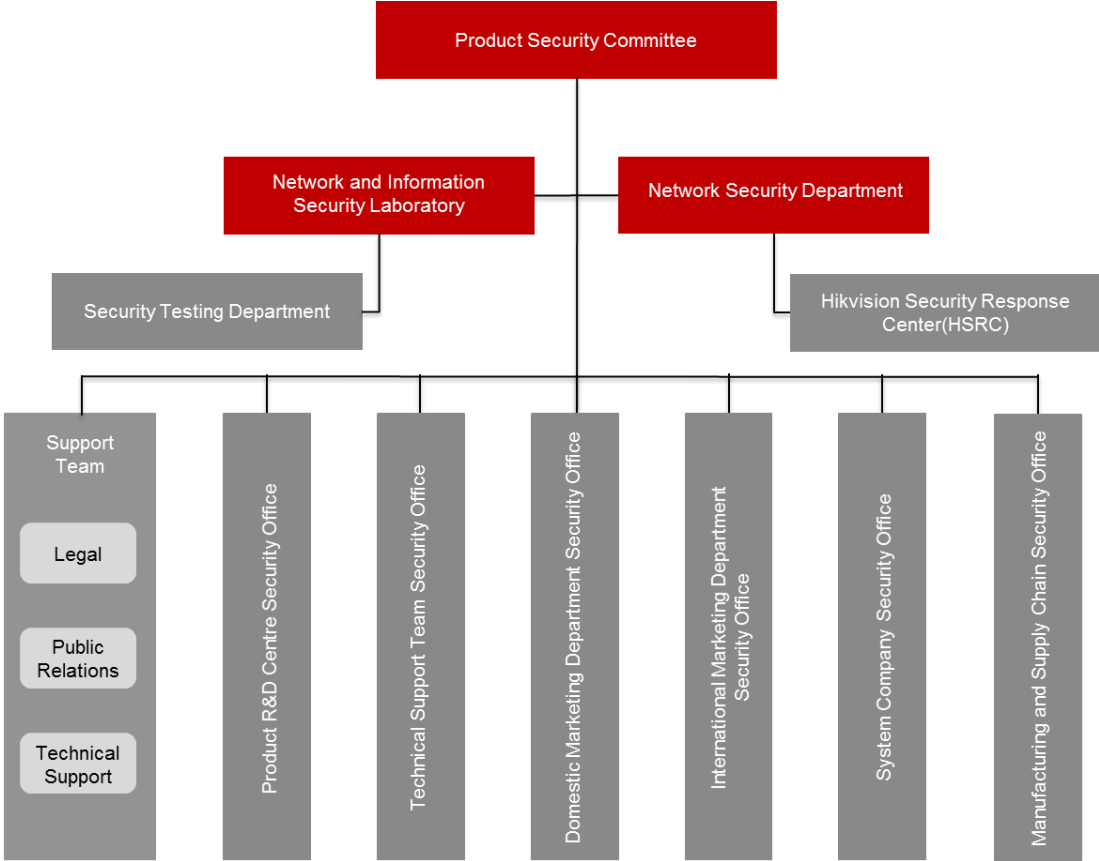 Product Security Committee
Network and Information
Security Laboratory
Network Security Department
Security Testing Department
Hikvision Security Response
Center(HSRC)
Support
Team
Legal
Public
Relations
Technical
Support
Product R&D Centre Security Office
Technical Support Team Security Office
Domestic Marketing Department Security Office
International Marketing Department
Security Office
System Company Security Office
Manufacturing and Supply Chain Security Office